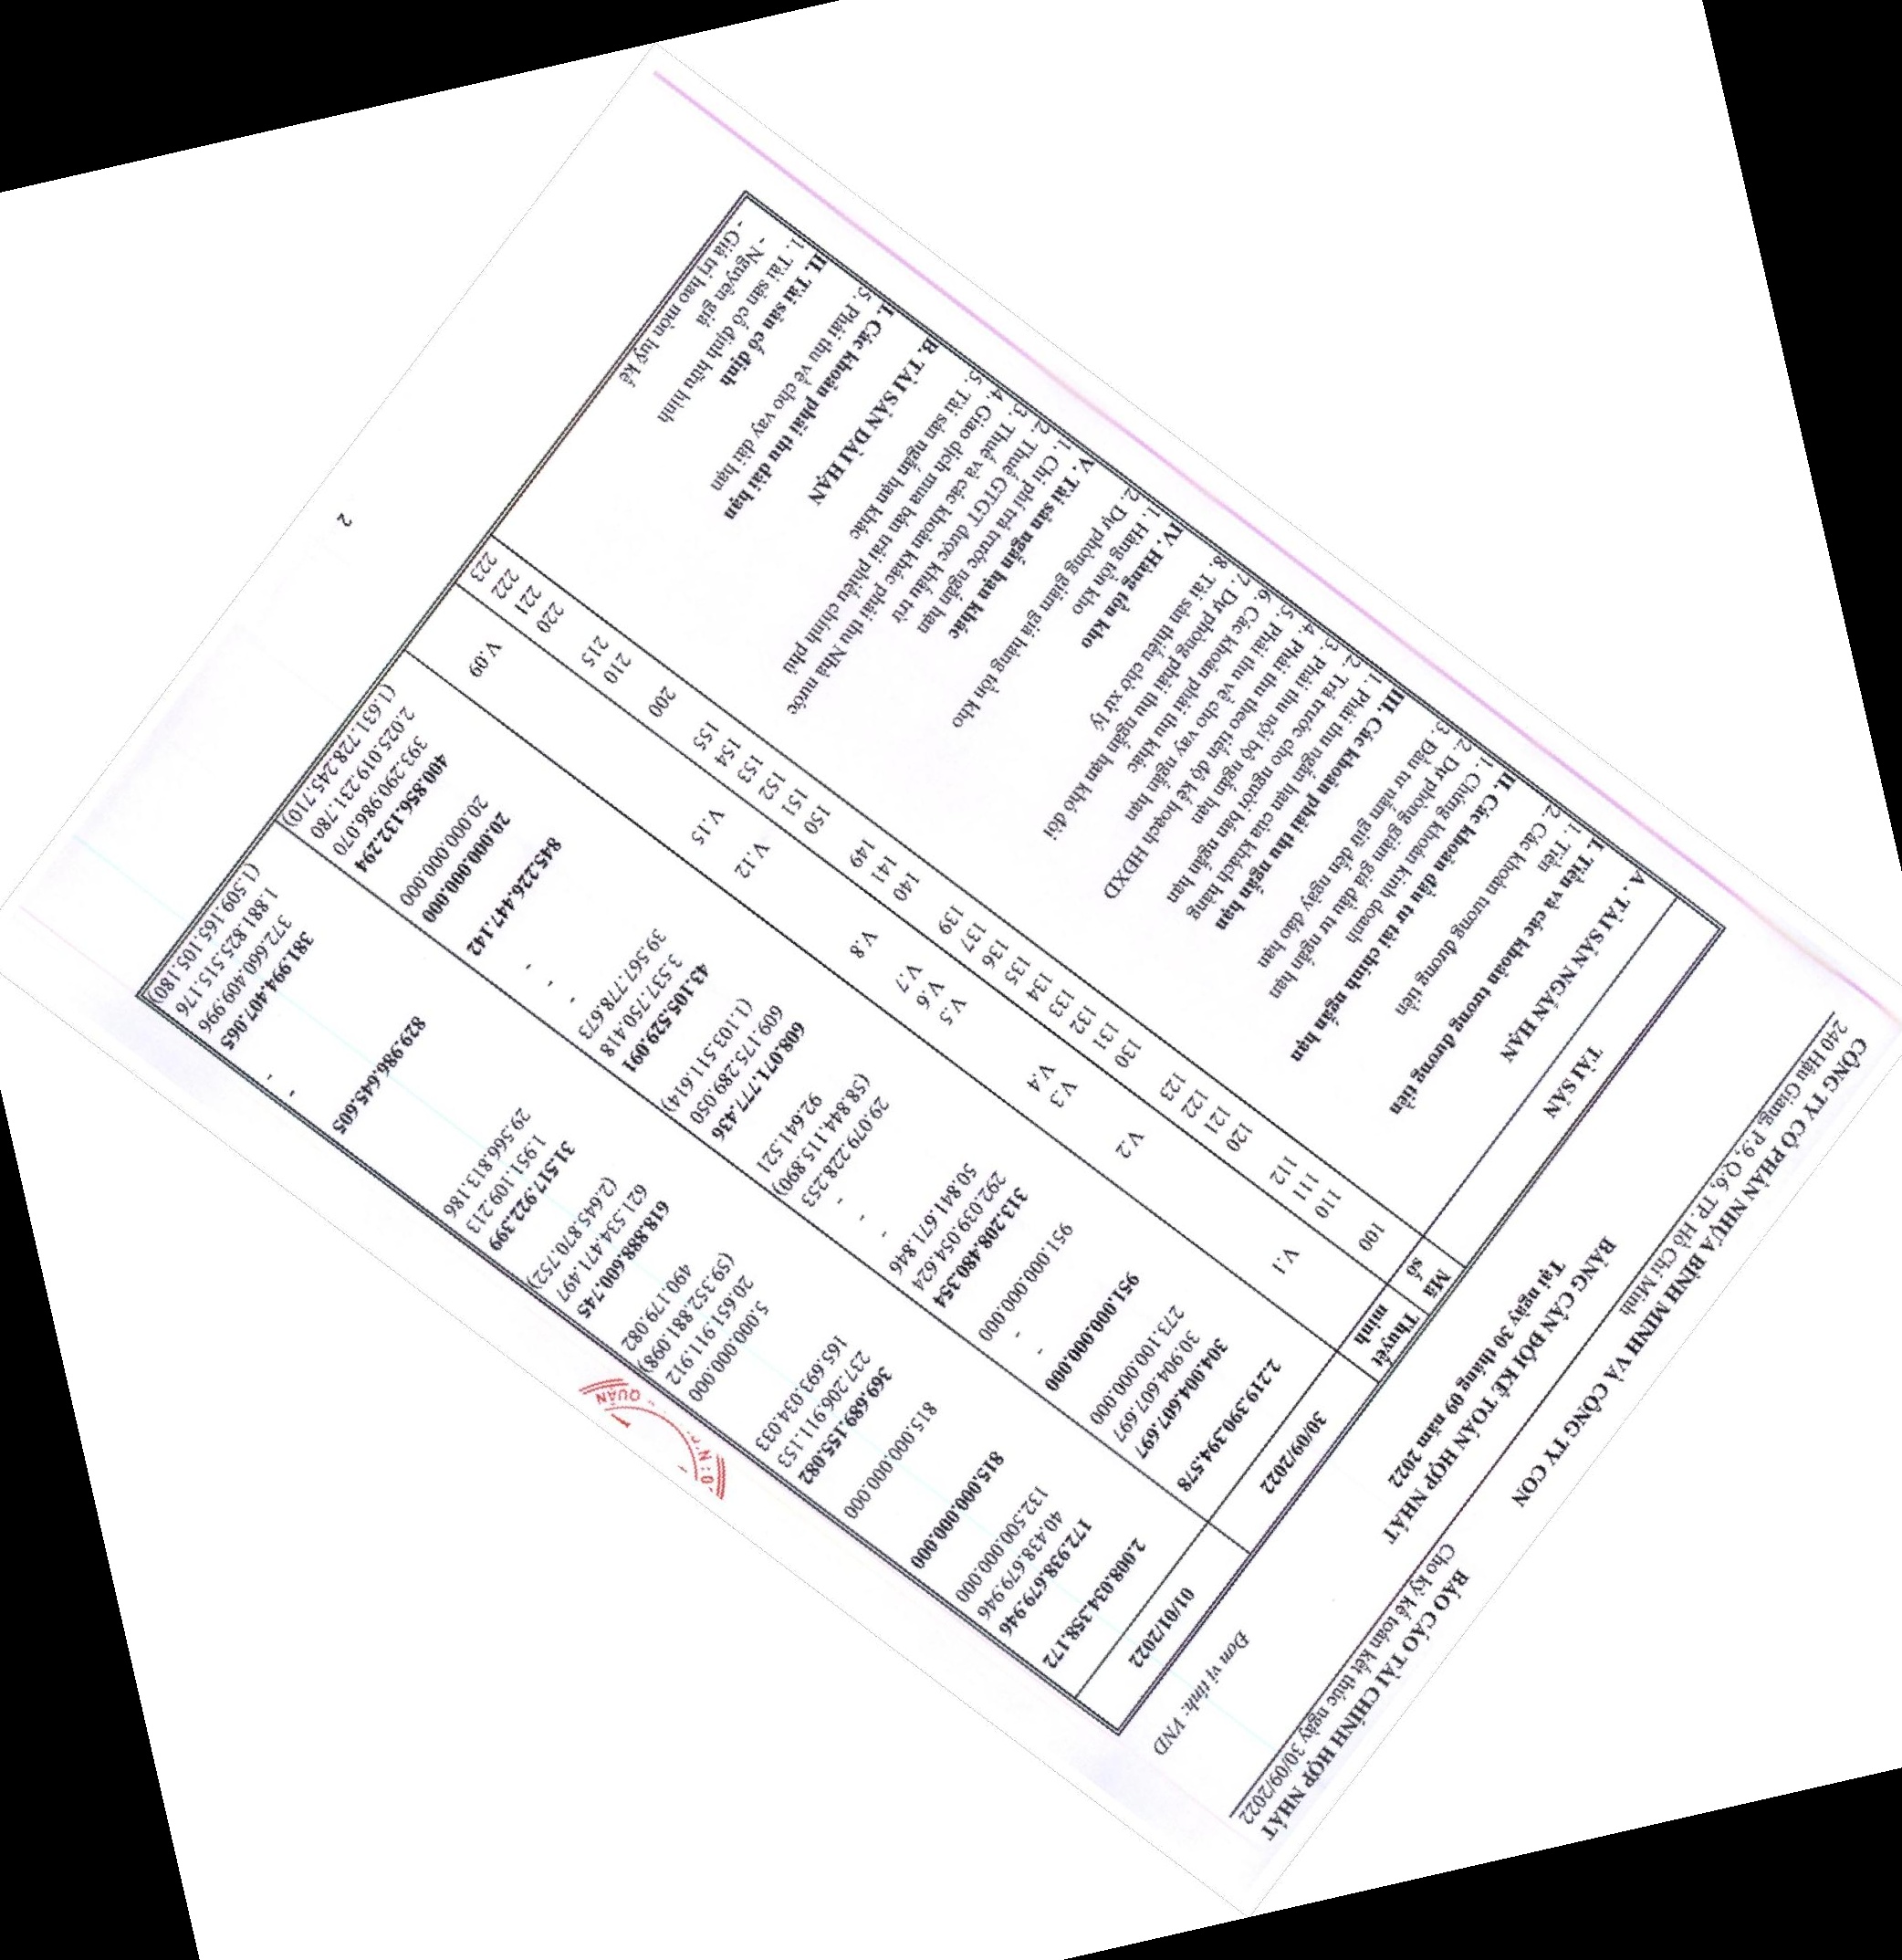 CÔNG TY CỔ PHẦN NHỰA BÌNH MINH VÀ CÔNG TY CON BÁO CÁO TÀI CHÍNH HỢP NHẤT
240 Hậu Giang, P.9, Q.6, TP. Hồ Chí Minh Cho kỳ kế toán kết thúc ngày 30/09/2022
BẢNG CÂN ĐỐI KẾ TOÁN HỢP NHẤT
Tại ngày 30 tháng 09 năm 2022
Đơn vị tính: VND
TÀI SẢN Mã số Thuyết minh 30/09/2022 01/01/2022
A . TÀI SẢN NGẮN HẠN 100 2.219.390.394.578 2.008.034.358.172
I. Tiền và các khoản tương đương tiền 110 V.1 304.004.607.697 172.938.679.946
1. Tiền 111 30.904.607.697 40.438.679.946
2. Các khoản tương đương tiền 112 273.100.000.000 132.500.000.000
II. Các khoản đầu tư tài chính ngắn hạn 120 951.000.000.000 815.000.000.000
1. Chứng khoán kinh doanh 121 -
2. Dự phòng giảm giá đầu tư ngắn hạn 122 -
3. Đầu tư nắm giữ đến ngày đáo hạn 123 V.2 951.000.000.000 815.000.000.000
III. Các khoản phải thu ngắn hạn 130 313.208.480.354 369.689.155.082
1. Phải thu ngắn hạn của khách hàng 131 V.3 292.039.054.624 237.206.911.153
2. Trả trước cho người bán ngắn hạn 132 V.4 50.841.671.846 165.693.034.033
3. Phải thu nội bộ ngắn hạn 133 -
4. Phải thu theo tiến độ kế hoạch HĐXD 134 -
5. Phải thu về cho vay ngắn hạn 135 - 5.000.000.000
6. Các khoản phải thu khác 136 V.5 29.079.228.253 20.651.911.912
7. Dự phòng phải thu ngắn hạn khó đòi 137 V.6 (58.844.115.890) (59.352.881.098)
8. Tài sản thiếu chờ xử lý 139 V.7 92.641.521 490.179.082
IV. Hàng tồn kho 140 V.8 608.071.777.436 618.888.600.745
1. Hàng tồn kho 141 609.175.289.050 621.534.471.497
2. Dự phòng giảm giá hàng tồn kho 149 (1.103.511.614) (2.645.870.752)
V. Tài sản ngắn hạn khác 150 43.105.529.091 31.517.922.399
1. Chi phí trả trước ngắn hạn 151 V.12 3.537.750.418 1.951.109.213
2. Thuế GTGT được khấu trừ 152 39.567.778.673 29.566.813.186
3. Thuế và các khoản khác phải thu Nhà nước 153 V.15 -
4. Giao dịch mua bán trái phiếu chính phủ 154 -
5. Tài sản ngắn hạn khác 155 -
B. TÀI SẢN DÀI HẠN 200 845.226.447.142 829.986.645.605
I. Các khoản phải thu dài hạn 210 20.000.000.000 -
5. Phải thu về cho vay dài hạn 215 20.000.000.000 -
II. Tài sản cố định 220 400.856.132.294 381.994.407.065
1. Tài sản cố định hữu hình 221 V.09 393.290.986.070 372.660.409.996
- Nguyên giá 222 2.025.019.231.780 1.881.825.515.176
- Giá trị hao mòn luỹ kế 223 (1.631.728.245.710) (1.509.165.105.180)
QUẬN
2